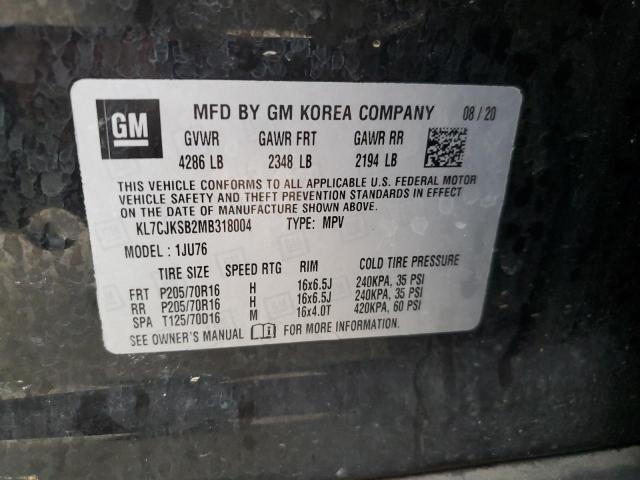 GM
MFD BY GM KOREA COMPANY 08 / 20
GVWR GAWR FRT GAWR RR
4286 LB 2348 LB 2194 LB
THIS VEHICLE CONFORMS TO ALL APPLICABLE U.S. FEDERAL MOTOR
VEHICLE SAFETY AND THEFT PREVENTION STANDARDS IN EFFECT
ON THE DATE OF MANUFACTURE SHOWN ABOVE.
KL7CJKSB2MB318004 TYPE: MPV
MODEL : 1JU76
TIRE SIZE SPEED RTG RIM COLD TIRE PRESSURE
FRT P205/70R16 H 16x6.5J 240KPA, 35 PSI
RR P205/70R16 H 16x6.5J 240KPA, 35 PSI
SPA T125/70D16 M 16x4.0T 420KPA, 60 PSI
SEE OWNER'S MANUAL FOR MORE INFORMATION.